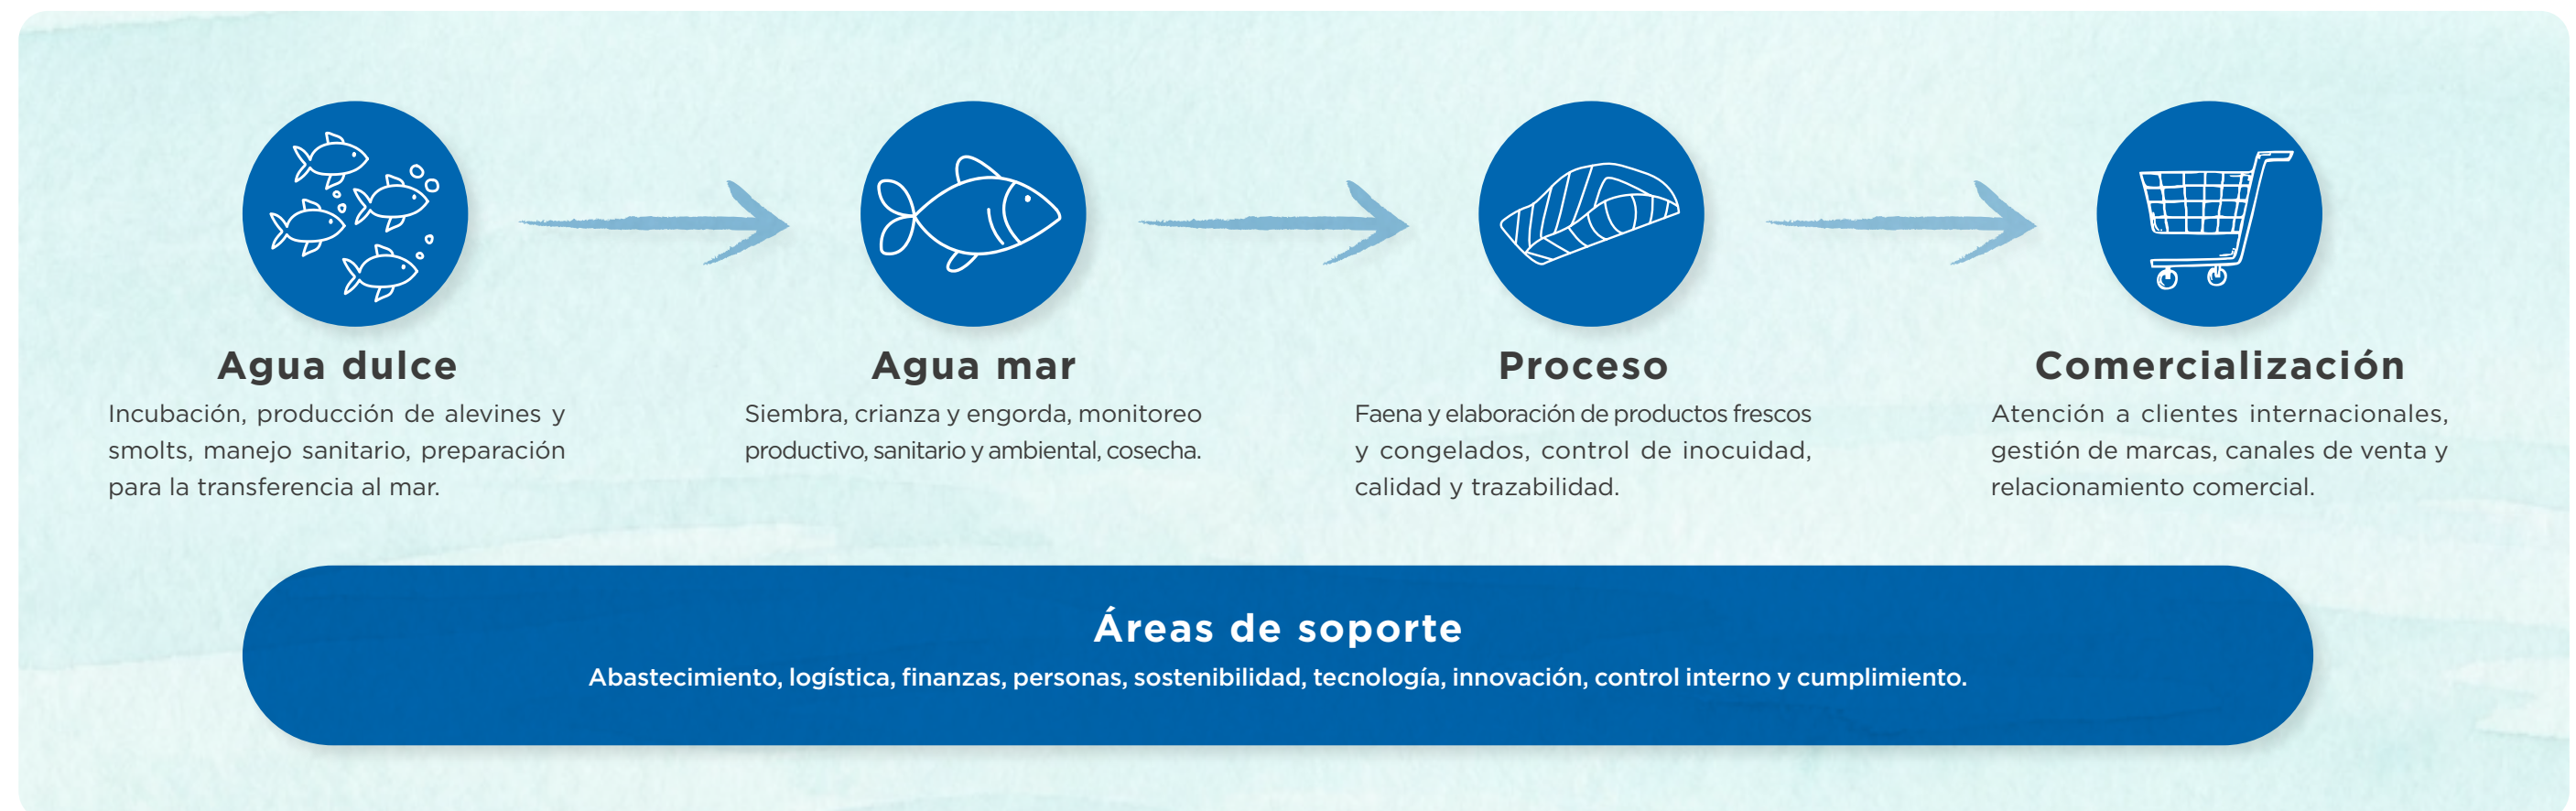 Agua dulce
Incubación, producción de alevines y
smolts, manejo sanitario, preparación
para la transferencia al mar.
Agua mar
Siembra, crianza y engorda, monitoreo
productivo, sanitario y ambiental, cosecha.
Proceso
Faena y elaboración de productos frescos
y congelados, control de inocuidad,
calidad y trazabilidad.
Comercialización
Atención a clientes internacionales,
gestión de marcas, canales de venta y
relacionamiento comercial.
Áreas de soporte
Abastecimiento, logística, finanzas, personas, sostenibilidad, tecnología, innovación, control interno y cumplimiento.